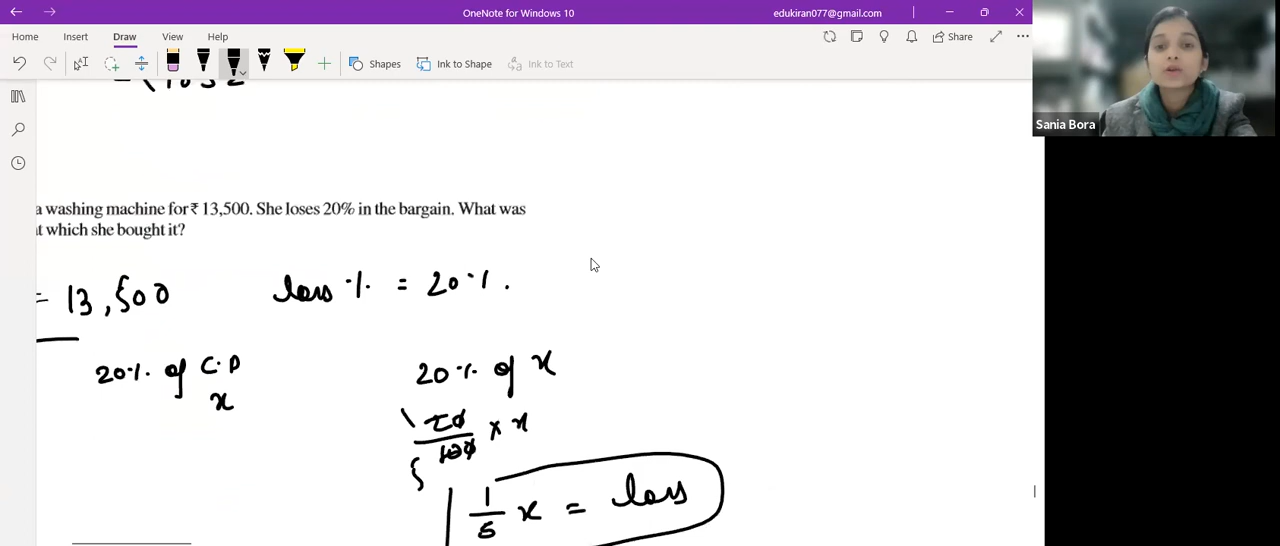 OneNote for Windows 10
edukiran077@gmail.com
Home Insert Draw View Help
Share
Shapes Ink to Shape Ink to Text
Sania Bora
a washing machine for ₹ 13,500. She loses 20% in the bargain. What was
t which she bought it?
= 13,500 loss % = 20%.
20% of C.P
x
20% of x
20/100 × x
1
5
1/5 x = loss